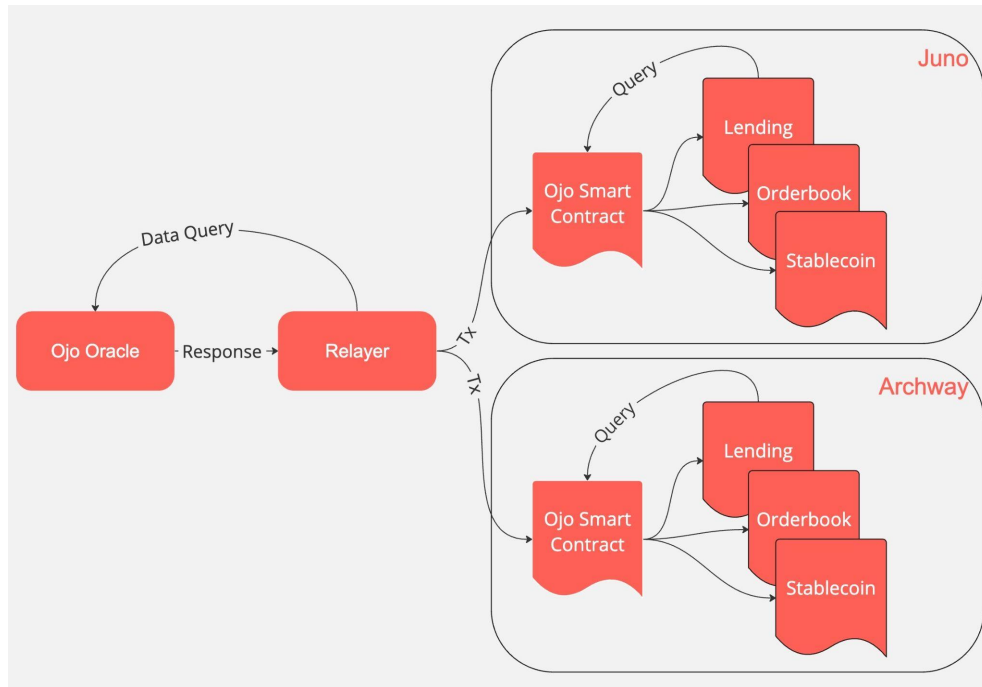 Juno
Query
Lending
Ojo Smart
Contract
Orderbook
Stablecoin
Data Query
Ojo Oracle
Response
Relayer
Tx
Tx
Archway
Query
Lending
Ojo Smart
Contract
Orderbook
Stablecoin